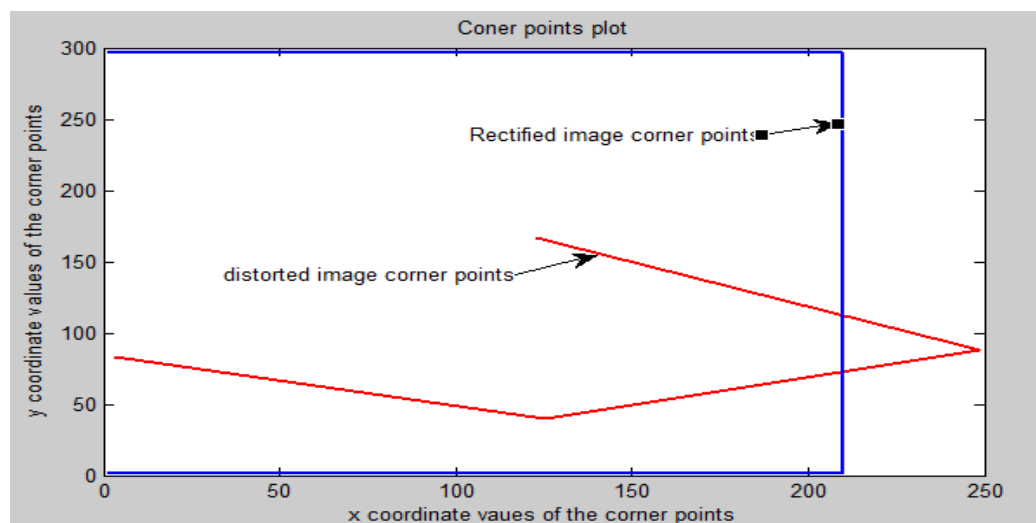 Coner points plot
300
250
200
150
100
50
0
y coordinate values of the corner points
Rectified image corner points
distorted image corner points
0 50 100 150 200 250
x coordinate vaues of the corner points